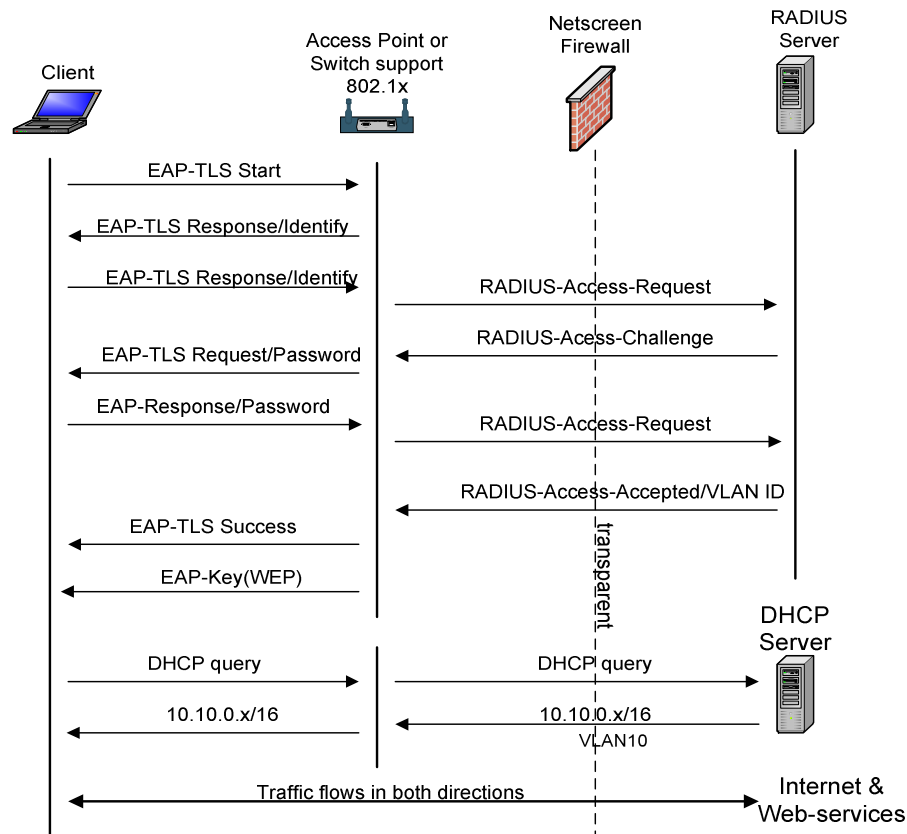 Client
Access Point or
Switch support
802.1x
Netscreen
Firewall
RADIUS
Server
EAP-TLS Start
EAP-TLS Response/Identify
EAP-TLS Response/Identify
RADIUS-Access-Request
RADIUS-Acess-Challenge
EAP-TLS Request/Password
EAP-Response/Password
RADIUS-Access-Request
RADIUS-Access-Accepted/VLAN ID
EAP-TLS Success
transparent
EAP-Key(WEP)
DHCP
Server
DHCP query
DHCP query
10.10.0.x/16
10.10.0.x/16
VLAN10
Traffic flows in both directions
Internet &
Web-services